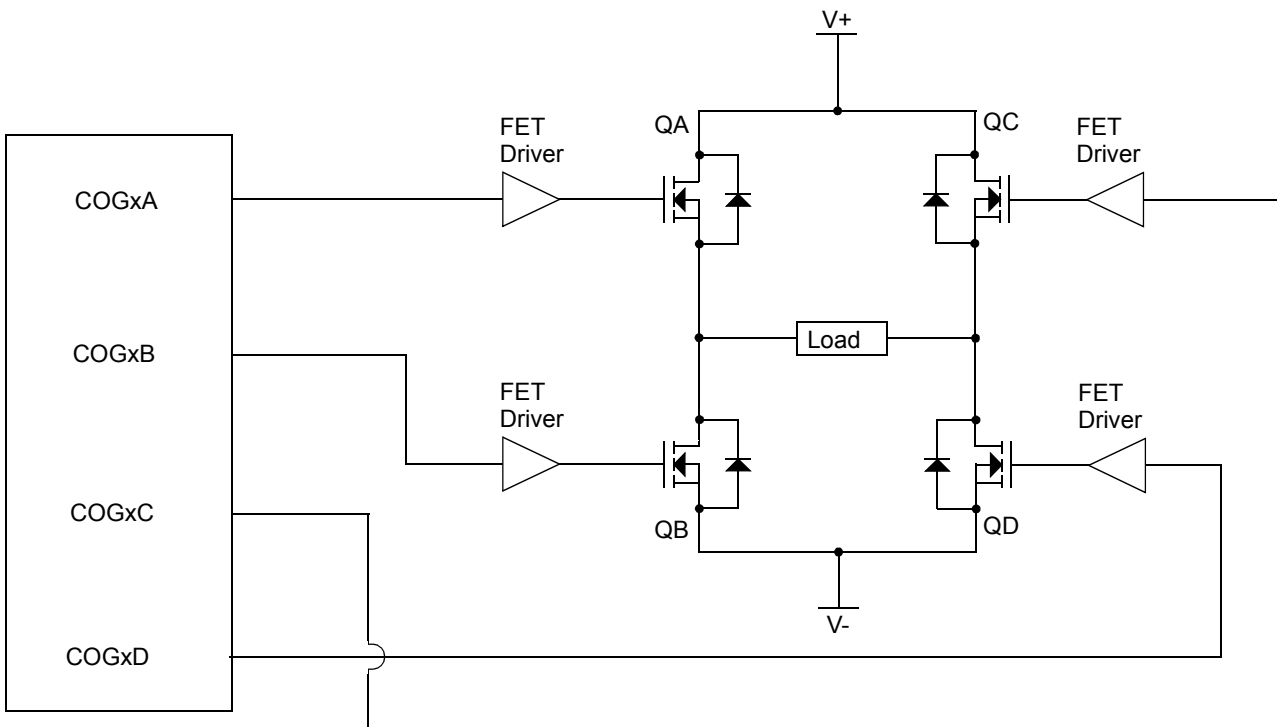 V+
FET
Driver
QA
QC
FET
Driver
COGxA
COGxB
Load
FET
Driver
FET
Driver
COGxC
QB
QD
V-
COGxD